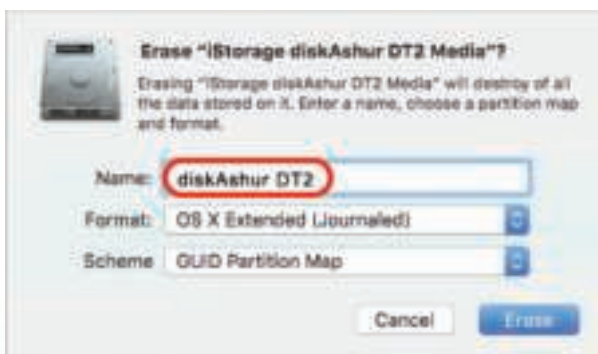 Erase "iStorage diskAshur DT2 Media"?
Erasing "iStorage diskAshur DT2 Media" will destroy of all
the data stored on it. Enter a name, choose a partition map
and format.
Name: diskAshur DT2
Format: OS X Extended (Journaled)
Scheme GUID Partition Map
Cancel Erase